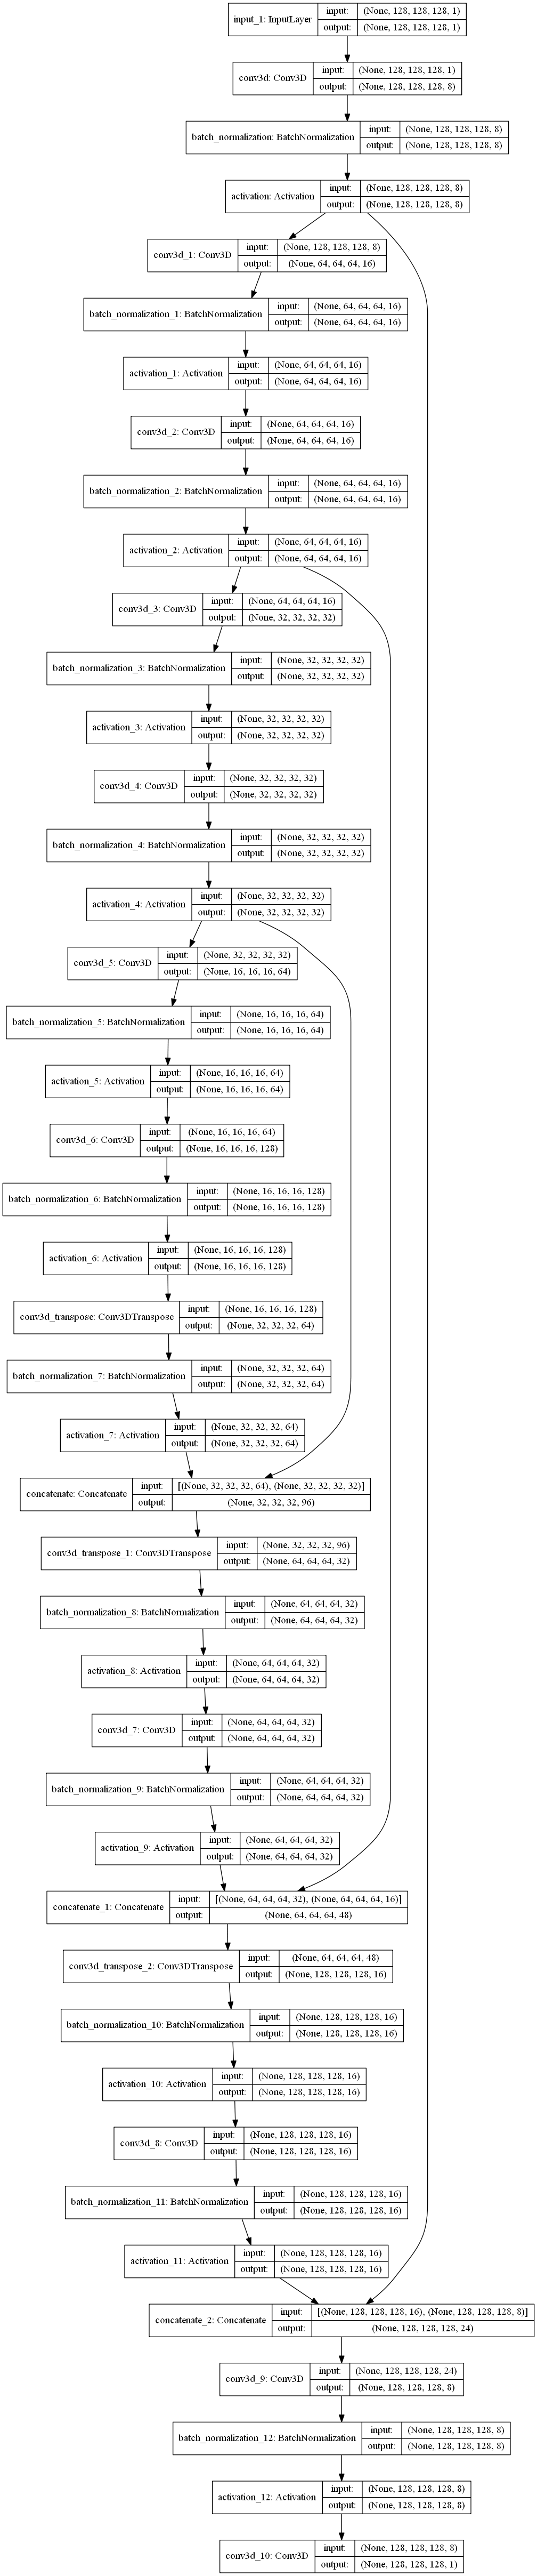 input_1: InputLayer
input: (None, 128, 128, 128, 1)
output: (None, 128, 128, 128, 1)
conv3d: Conv3D
input: (None, 128, 128, 128, 1)
output: (None, 128, 128, 128, 8)
batch_normalization: BatchNormalization
input: (None, 128, 128, 128, 8)
output: (None, 128, 128, 128, 8)
activation: Activation
input: (None, 128, 128, 128, 8)
output: (None, 128, 128, 128, 8)
conv3d_1: Conv3D
input: (None, 128, 128, 128, 8)
output: (None, 64, 64, 64, 16)
batch_normalization_1: BatchNormalization
input: (None, 64, 64, 64, 16)
output: (None, 64, 64, 64, 16)
activation_1: Activation
input: (None, 64, 64, 64, 16)
output: (None, 64, 64, 64, 16)
conv3d_2: Conv3D
input: (None, 64, 64, 64, 16)
output: (None, 64, 64, 64, 16)
batch_normalization_2: BatchNormalization
input: (None, 64, 64, 64, 16)
output: (None, 64, 64, 64, 16)
activation_2: Activation
input: (None, 64, 64, 64, 16)
output: (None, 64, 64, 64, 16)
conv3d_3: Conv3D
input: (None, 64, 64, 64, 16)
output: (None, 32, 32, 32, 32)
batch_normalization_3: BatchNormalization
input: (None, 32, 32, 32, 32)
output: (None, 32, 32, 32, 32)
activation_3: Activation
input: (None, 32, 32, 32, 32)
output: (None, 32, 32, 32, 32)
conv3d_4: Conv3D
input: (None, 32, 32, 32, 32)
output: (None, 32, 32, 32, 32)
batch_normalization_4: BatchNormalization
input: (None, 32, 32, 32, 32)
output: (None, 32, 32, 32, 32)
activation_4: Activation
input: (None, 32, 32, 32, 32)
output: (None, 32, 32, 32, 32)
conv3d_5: Conv3D
input: (None, 32, 32, 32, 32)
output: (None, 16, 16, 16, 64)
batch_normalization_5: BatchNormalization
input: (None, 16, 16, 16, 64)
output: (None, 16, 16, 16, 64)
activation_5: Activation
input: (None, 16, 16, 16, 64)
output: (None, 16, 16, 16, 64)
conv3d_6: Conv3D
input: (None, 16, 16, 16, 64)
output: (None, 16, 16, 16, 128)
batch_normalization_6: BatchNormalization
input: (None, 16, 16, 16, 128)
output: (None, 16, 16, 16, 128)
activation_6: Activation
input: (None, 16, 16, 16, 128)
output: (None, 16, 16, 16, 128)
conv3d_transpose: Conv3DTranspose
input: (None, 16, 16, 16, 128)
output: (None, 32, 32, 32, 64)
batch_normalization_7: BatchNormalization
input: (None, 32, 32, 32, 64)
output: (None, 32, 32, 32, 64)
activation_7: Activation
input: (None, 32, 32, 32, 64)
output: (None, 32, 32, 32, 64)
concatenate: Concatenate
input: [(None, 32, 32, 32, 64), (None, 32, 32, 32, 32)]
output: (None, 32, 32, 32, 96)
conv3d_transpose_1: Conv3DTranspose
input: (None, 32, 32, 32, 96)
output: (None, 64, 64, 64, 32)
batch_normalization_8: BatchNormalization
input: (None, 64, 64, 64, 32)
output: (None, 64, 64, 64, 32)
activation_8: Activation
input: (None, 64, 64, 64, 32)
output: (None, 64, 64, 64, 32)
conv3d_7: Conv3D
input: (None, 64, 64, 64, 32)
output: (None, 64, 64, 64, 32)
batch_normalization_9: BatchNormalization
input: (None, 64, 64, 64, 32)
output: (None, 64, 64, 64, 32)
activation_9: Activation
input: (None, 64, 64, 64, 32)
output: (None, 64, 64, 64, 32)
concatenate_1: Concatenate
input: [(None, 64, 64, 64, 32), (None, 64, 64, 64, 16)]
output: (None, 64, 64, 64, 48)
conv3d_transpose_2: Conv3DTranspose
input: (None, 64, 64, 64, 48)
output: (None, 128, 128, 128, 16)
batch_normalization_10: BatchNormalization
input: (None, 128, 128, 128, 16)
output: (None, 128, 128, 128, 16)
activation_10: Activation
input: (None, 128, 128, 128, 16)
output: (None, 128, 128, 128, 16)
conv3d_8: Conv3D
input: (None, 128, 128, 128, 16)
output: (None, 128, 128, 128, 16)
batch_normalization_11: BatchNormalization
input: (None, 128, 128, 128, 16)
output: (None, 128, 128, 128, 16)
activation_11: Activation
input: (None, 128, 128, 128, 16)
output: (None, 128, 128, 128, 16)
concatenate_2: Concatenate
input: [(None, 128, 128, 128, 16), (None, 128, 128, 128, 8)]
output: (None, 128, 128, 128, 24)
conv3d_9: Conv3D
input: (None, 128, 128, 128, 24)
output: (None, 128, 128, 128, 8)
batch_normalization_12: BatchNormalization
input: (None, 128, 128, 128, 8)
output: (None, 128, 128, 128, 8)
activation_12: Activation
input: (None, 128, 128, 128, 8)
output: (None, 128, 128, 128, 8)
conv3d_10: Conv3D
input: (None, 128, 128, 128, 8)
output: (None, 128, 128, 128, 1)